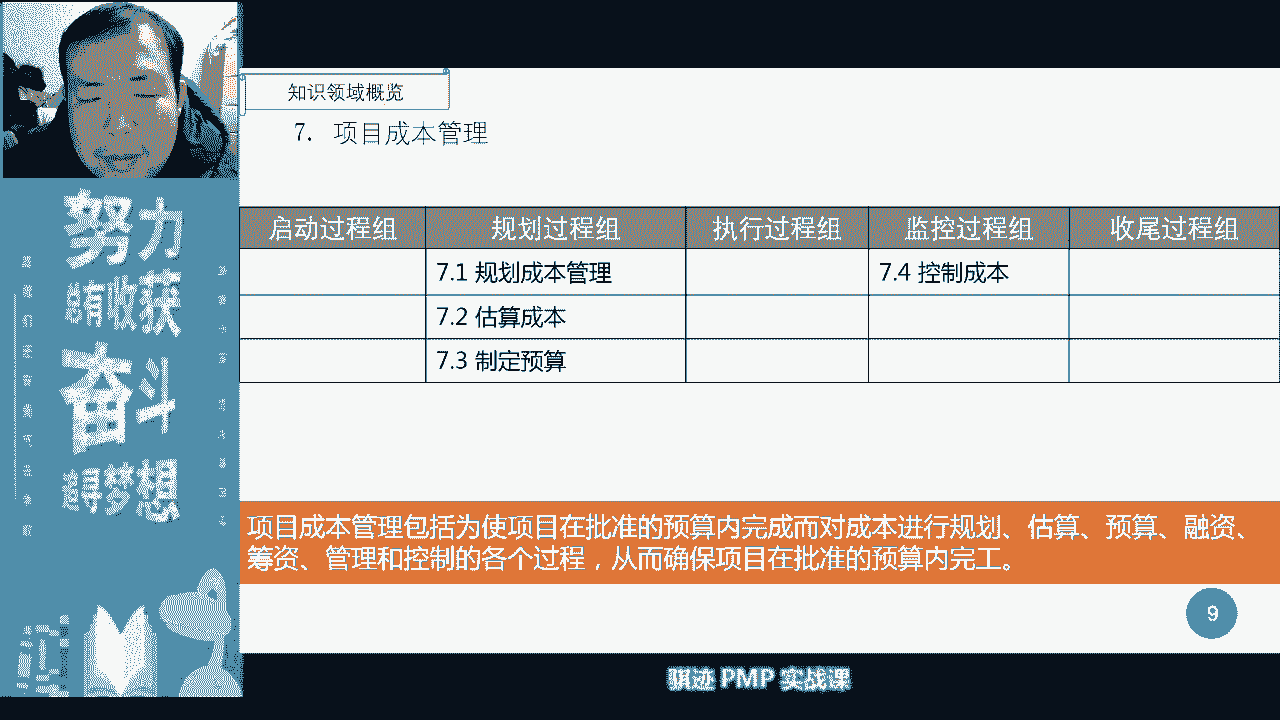 知识领域概览
7. 项目成本管理
启动过程组 规划过程组 执行过程组 监控过程组 收尾过程组
7.1 规划成本管理 7.4 控制成本
7.2 估算成本
7.3 制定预算
项目成本管理包括为使项目在批准的预算内完成而对成本进行规划、估算、预算、融资、
筹资、管理和控制的各个过程，从而确保项目在批准的预算内完工。
9
骐迹 PMP 实战课
努力
总有收获
奋斗
追寻梦想